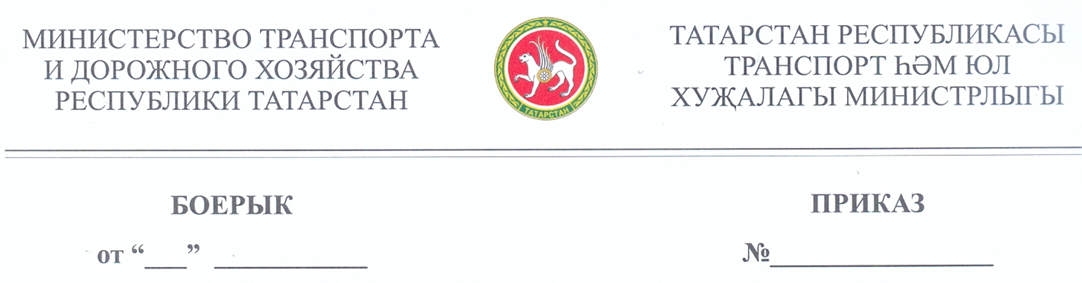 МИНИСТЕРСТВО ТРАНСПОРТА
И ДОРОЖНОГО ХОЗЯЙСТВА
РЕСПУБЛИКИ ТАТАРСТАН
ТАТАРСТАН
ТАТАРСТАН РЕСПУБЛИКАСЫ
ТРАНСПОРТ ҺӘМ ЮЛ
ХУҖАЛАГЫ МИНИСТРЛЫГЫ
БОЕРЫК
ПРИКАЗ
от “___” ___________
№________________